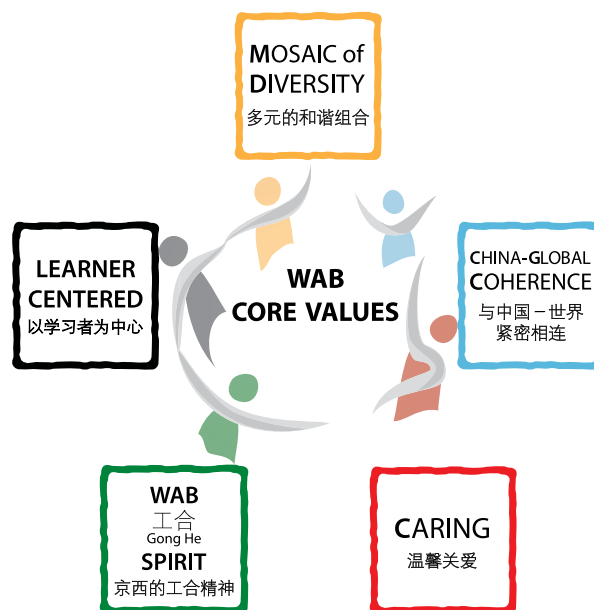 MOSAIC of
DIVERSITY
多元的和谐组合
LEARNER
CENTERED
以学习者为中心
WAB
CORE VALUES
CHINA-GLOBAL
COHERENCE
与中国－世界
紧密相连
WAB
工合
Gong He
SPIRIT
京西的工合精神
CARING
温馨关爱